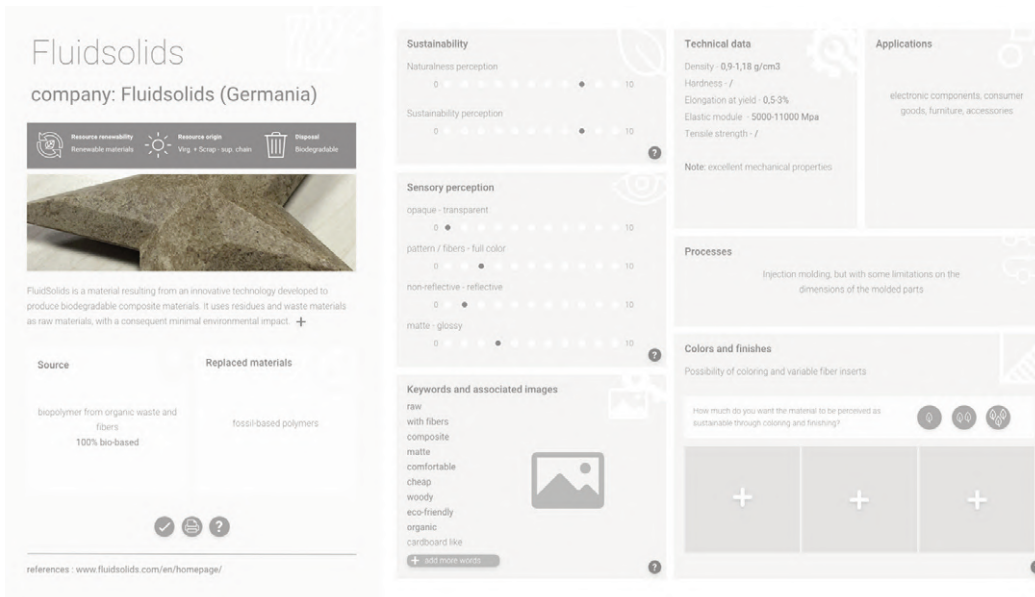 Fluidsolids
company: Fluidsolids (Germania)
Resource renewability
Renewable materials
Resource origin
Virg. + Scrap - sup. chain
Disposal
Biodegradable
FluidSolids is a material resulting from an innovative technology developed to
produce biodegradable composite materials. It uses residues and waste materials
as raw materials, with a consequent minimal environmental impact. +
Source
biopolymer from organic waste and
fibers
100% bio-based
Replaced materials
fossil-based polymers
?
references : www.fluidsolids.com/en/homepage/
Sustainability
Naturalness perception
0 10
Sustainability perception
0 10
?
Sensory perception
opaque - transparent
0 10
pattern / fibers - full color
0 10
non-reflective - reflective
0 10
matte - glossy
0 10
?
Keywords and associated images
raw
with fibers
composite
matte
comfortable
cheap
woody
eco-friendly
organic
cardboard like
+ add more words
?
Technical data
Density - 0,9-1,18 g/cm3
Hardness - /
Elongation at yield - 0,5-3%
Elastic module - 5000-11000 Mpa
Tensile strength - /
Note: excellent mechanical properties
Applications
electronic components, consumer
goods, furniture, accessories
Processes
Injection molding, but with some limitations on the
dimensions of the molded parts
Colors and finishes
Possibility of coloring and variable fiber inserts
How much do you want the material to be perceived as
sustainable through coloring and finishing?
+ + +